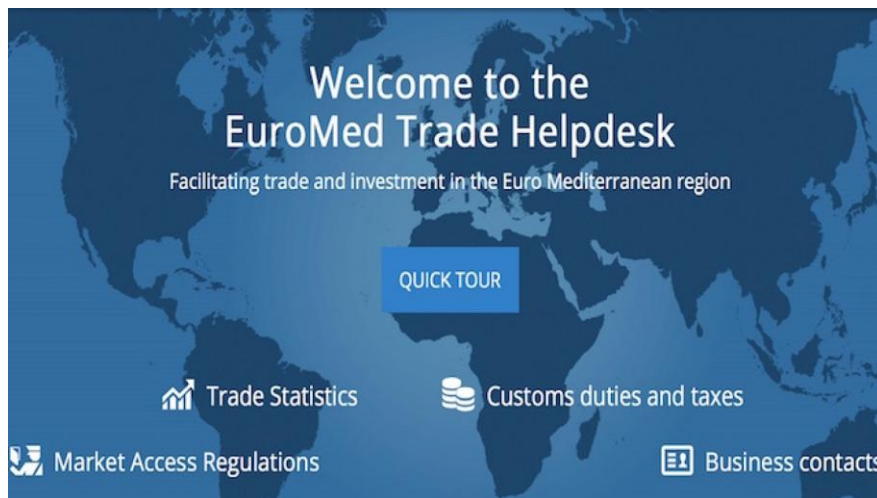 Welcome to the
EuroMed Trade Helpdesk
Facilitating trade and investment in the Euro Mediterranean region
QUICK TOUR
Trade Statistics
Customs duties and taxes
Market Access Regulations
Business contacts